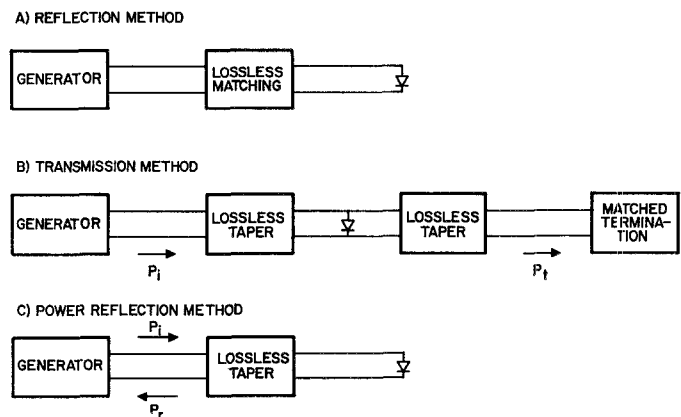 A) REFLECTION METHOD
GENERATOR
LOSSLESS
MATCHING
B) TRANSMISSION METHOD
GENERATOR
LOSSLESS
TAPER
LOSSLESS
TAPER
MATCHED
TERMINA-
TION
Pi
Pt
C) POWER REFLECTION METHOD
Pi
GENERATOR
LOSSLESS
TAPER
Pr